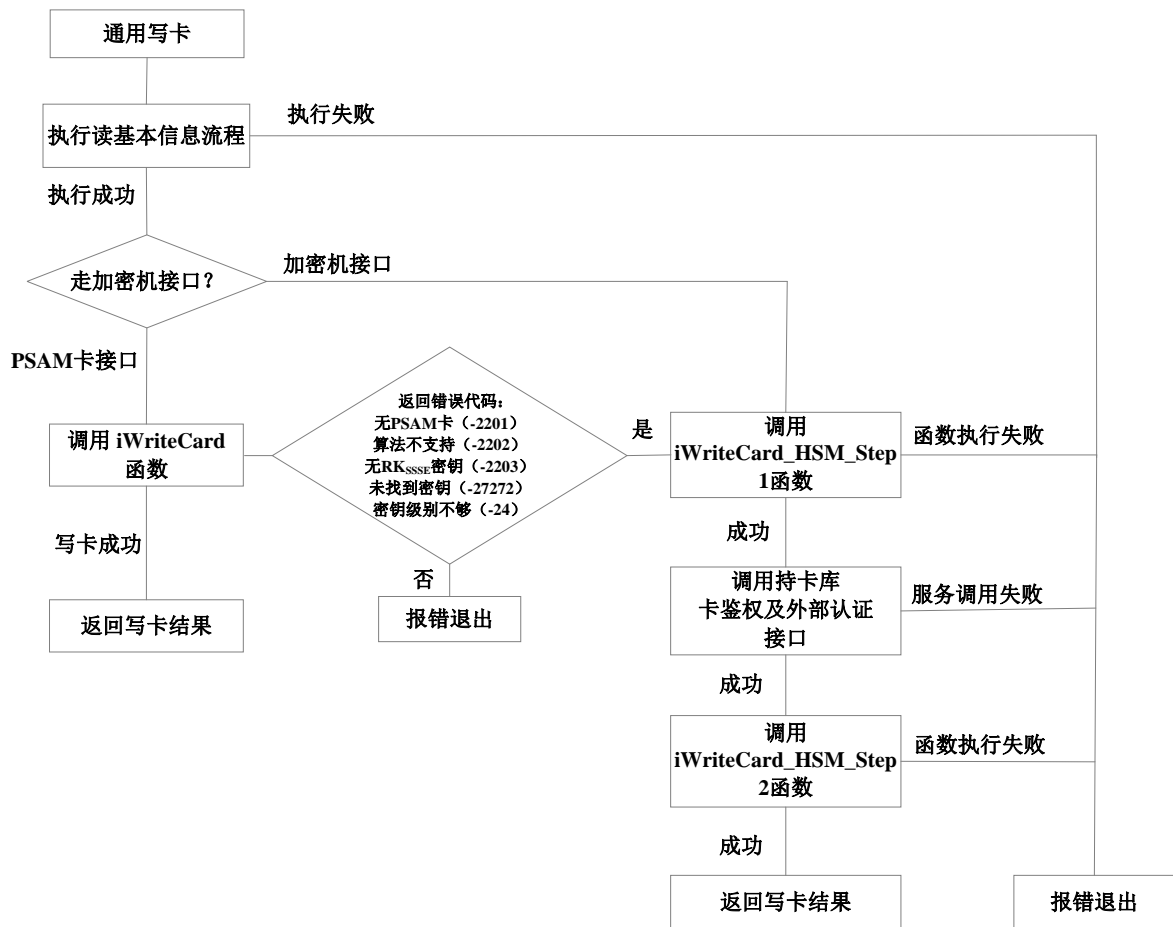 通用写卡
执行读基本信息流程
执行失败
执行成功
走加密机接口？
加密机接口
PSAM卡接口
调用 iWriteCard
函数
返回错误代码：
无PSAM卡（-2201）
算法不支持（-2202）
无RKSSSE密钥（-2203）
未找到密钥（-27272）
密钥级别不够（-24）
是
调用
iWriteCard_HSM_Step
1函数
函数执行失败
写卡成功
否
成功
返回写卡结果
报错退出
调用持卡库
卡鉴权及外部认证
接口
服务调用失败
成功
调用
iWriteCard_HSM_Step
2函数
函数执行失败
成功
返回写卡结果
报错退出